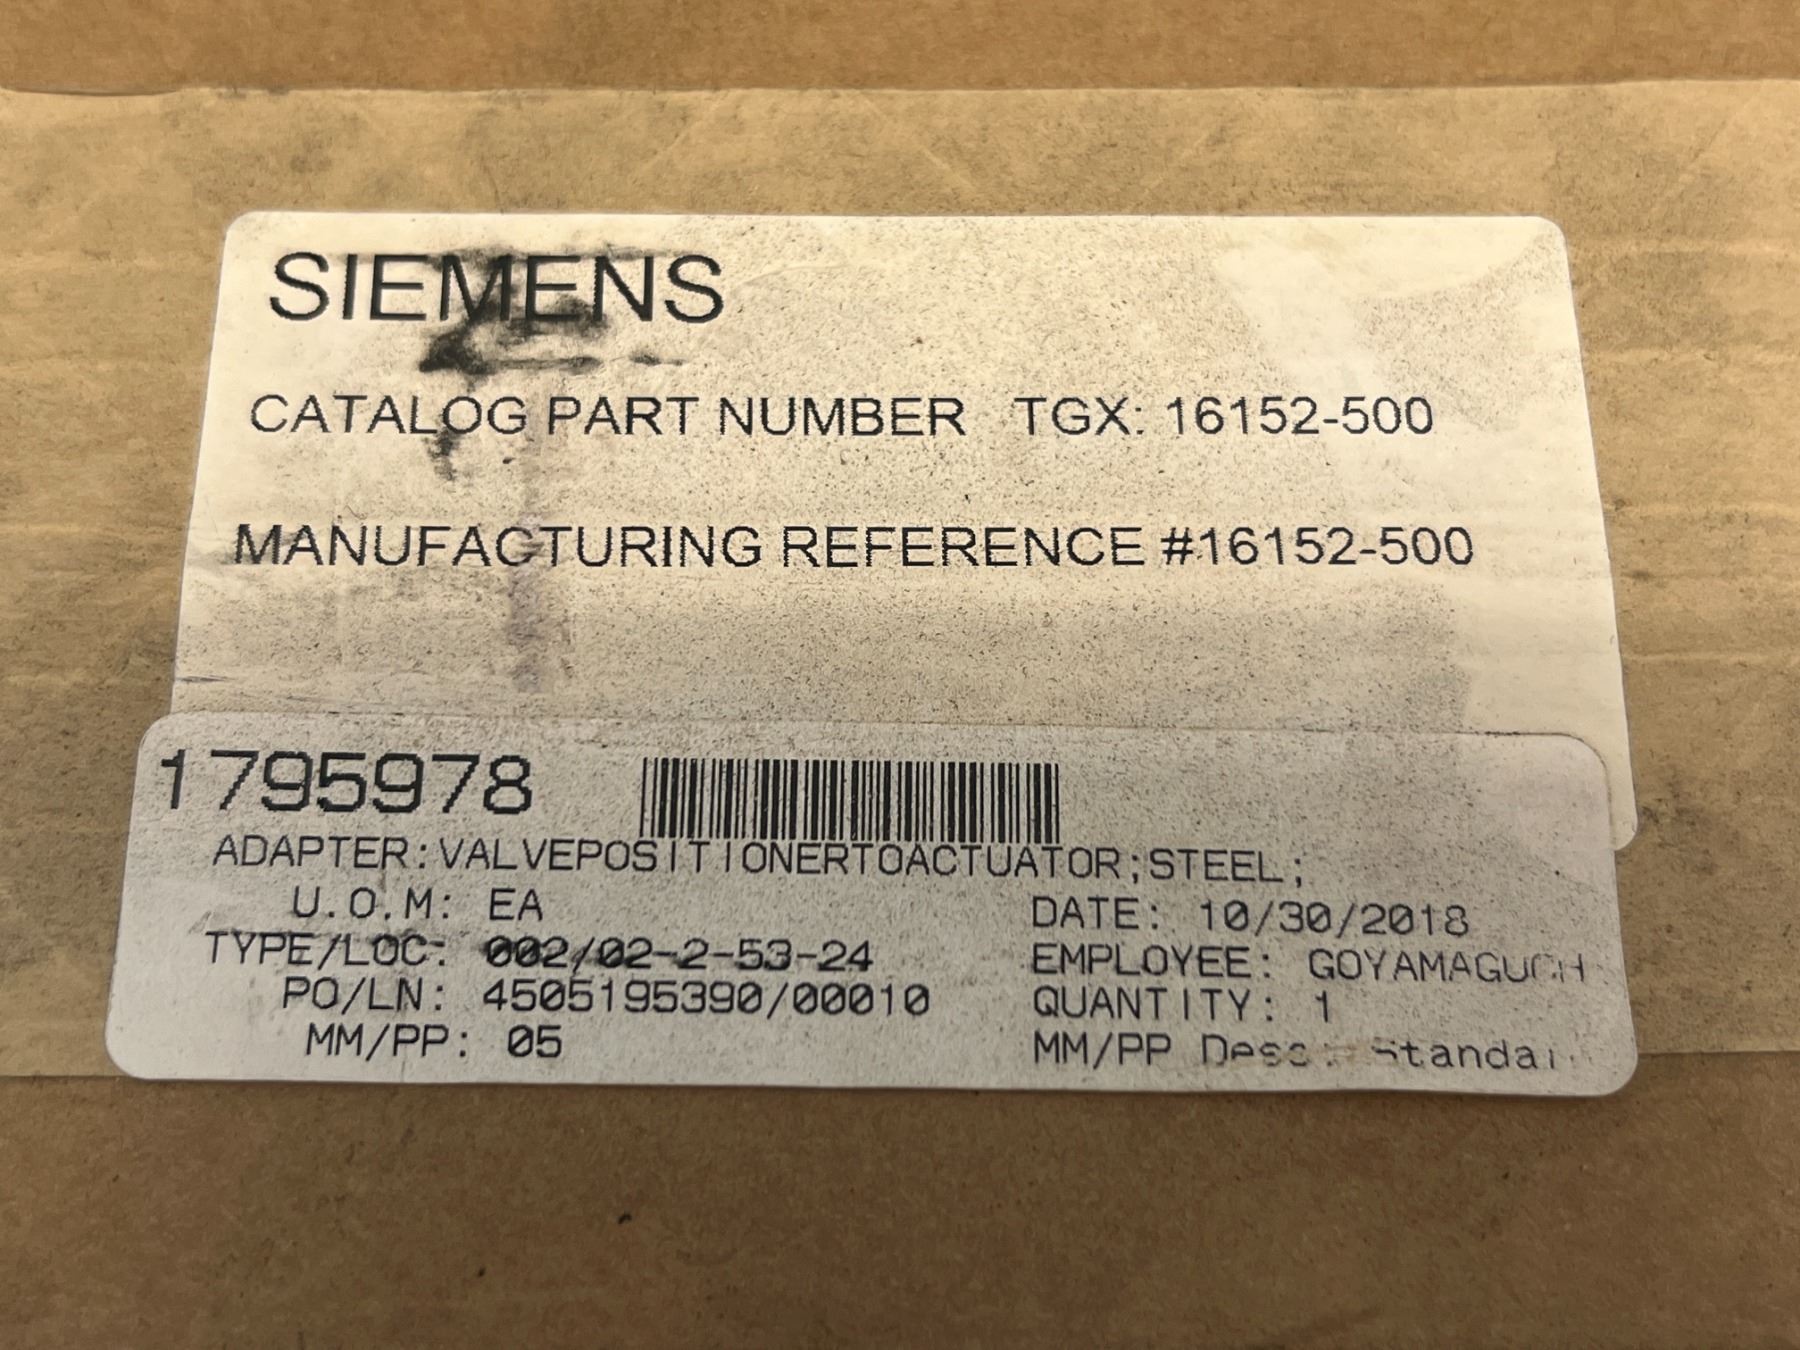 SIEMENS
CATALOG PART NUMBER TGX: 16152-500
MANUFACTURING REFERENCE #16152-500
1795978
ADAPTER:VALVEPOSITIONERTOACTUATOR;STEEL;
U.O.M: EA
DATE: 10/30/2018
TYPE/LOC: 002/02-2-53-24
EMPLOYEE: GOYAMAGUCH
PO/LN: 4505195390/00010
QUANTITY: 1
MM/PP: 05
MM/PP Desc: